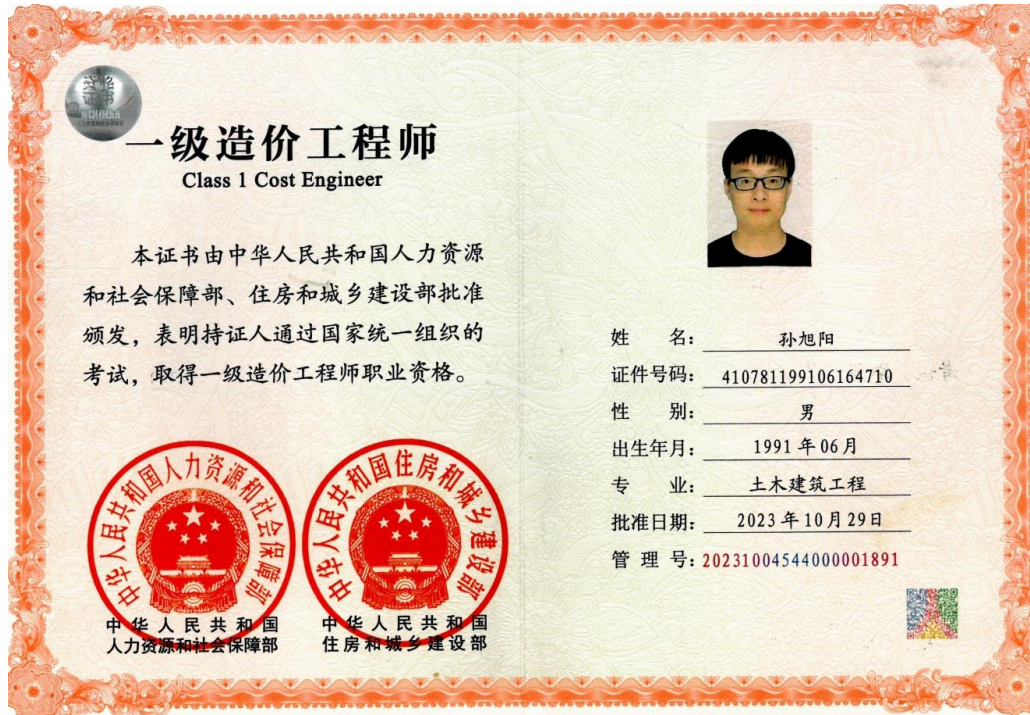 资格
证书
一级造价工程师
Class 1 Cost Engineer
本证书由中华人民共和国人力资源
和社会保障部、住房和城乡建设部批准
颁发，表明持证人通过国家统一组织的
考试，取得一级造价工程师职业资格。
中华人民共和国人力资源和社会保障部
中华人民共和国住房和城乡建设部
中华人民共和国
人力资源和社会保障部
中华人民共和国
住房和城乡建设部
姓 名： 孙旭阳
证件号码： 410781199106164710
性 别： 男
出生年月： 1991年06月
专 业： 土木建筑工程
批准日期： 2023年10月29日
管 理 号： 20231004544000001891